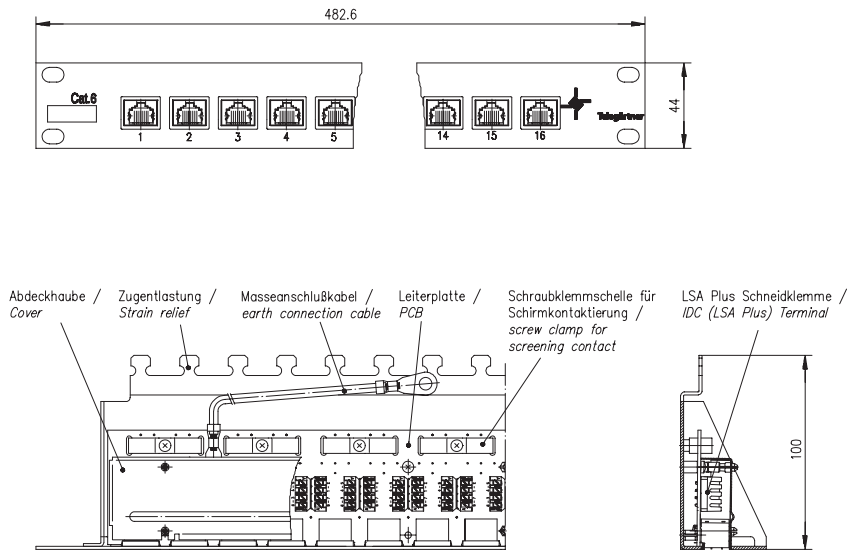 482.6
Cat.6
1 2 3 4 5 14 15 16
Telegärtner
44
Abdeckhaube /
Cover
Zugentlastung /
Strain relief
Masseanschlußkabel /
earth connection cable
Leiterplatte /
PCB
Schraubklemmschelle für
Schirmkontaktierung /
screw clamp for
screening contact
LSA Plus Schneidklemme /
IDC (LSA Plus) Terminal
100